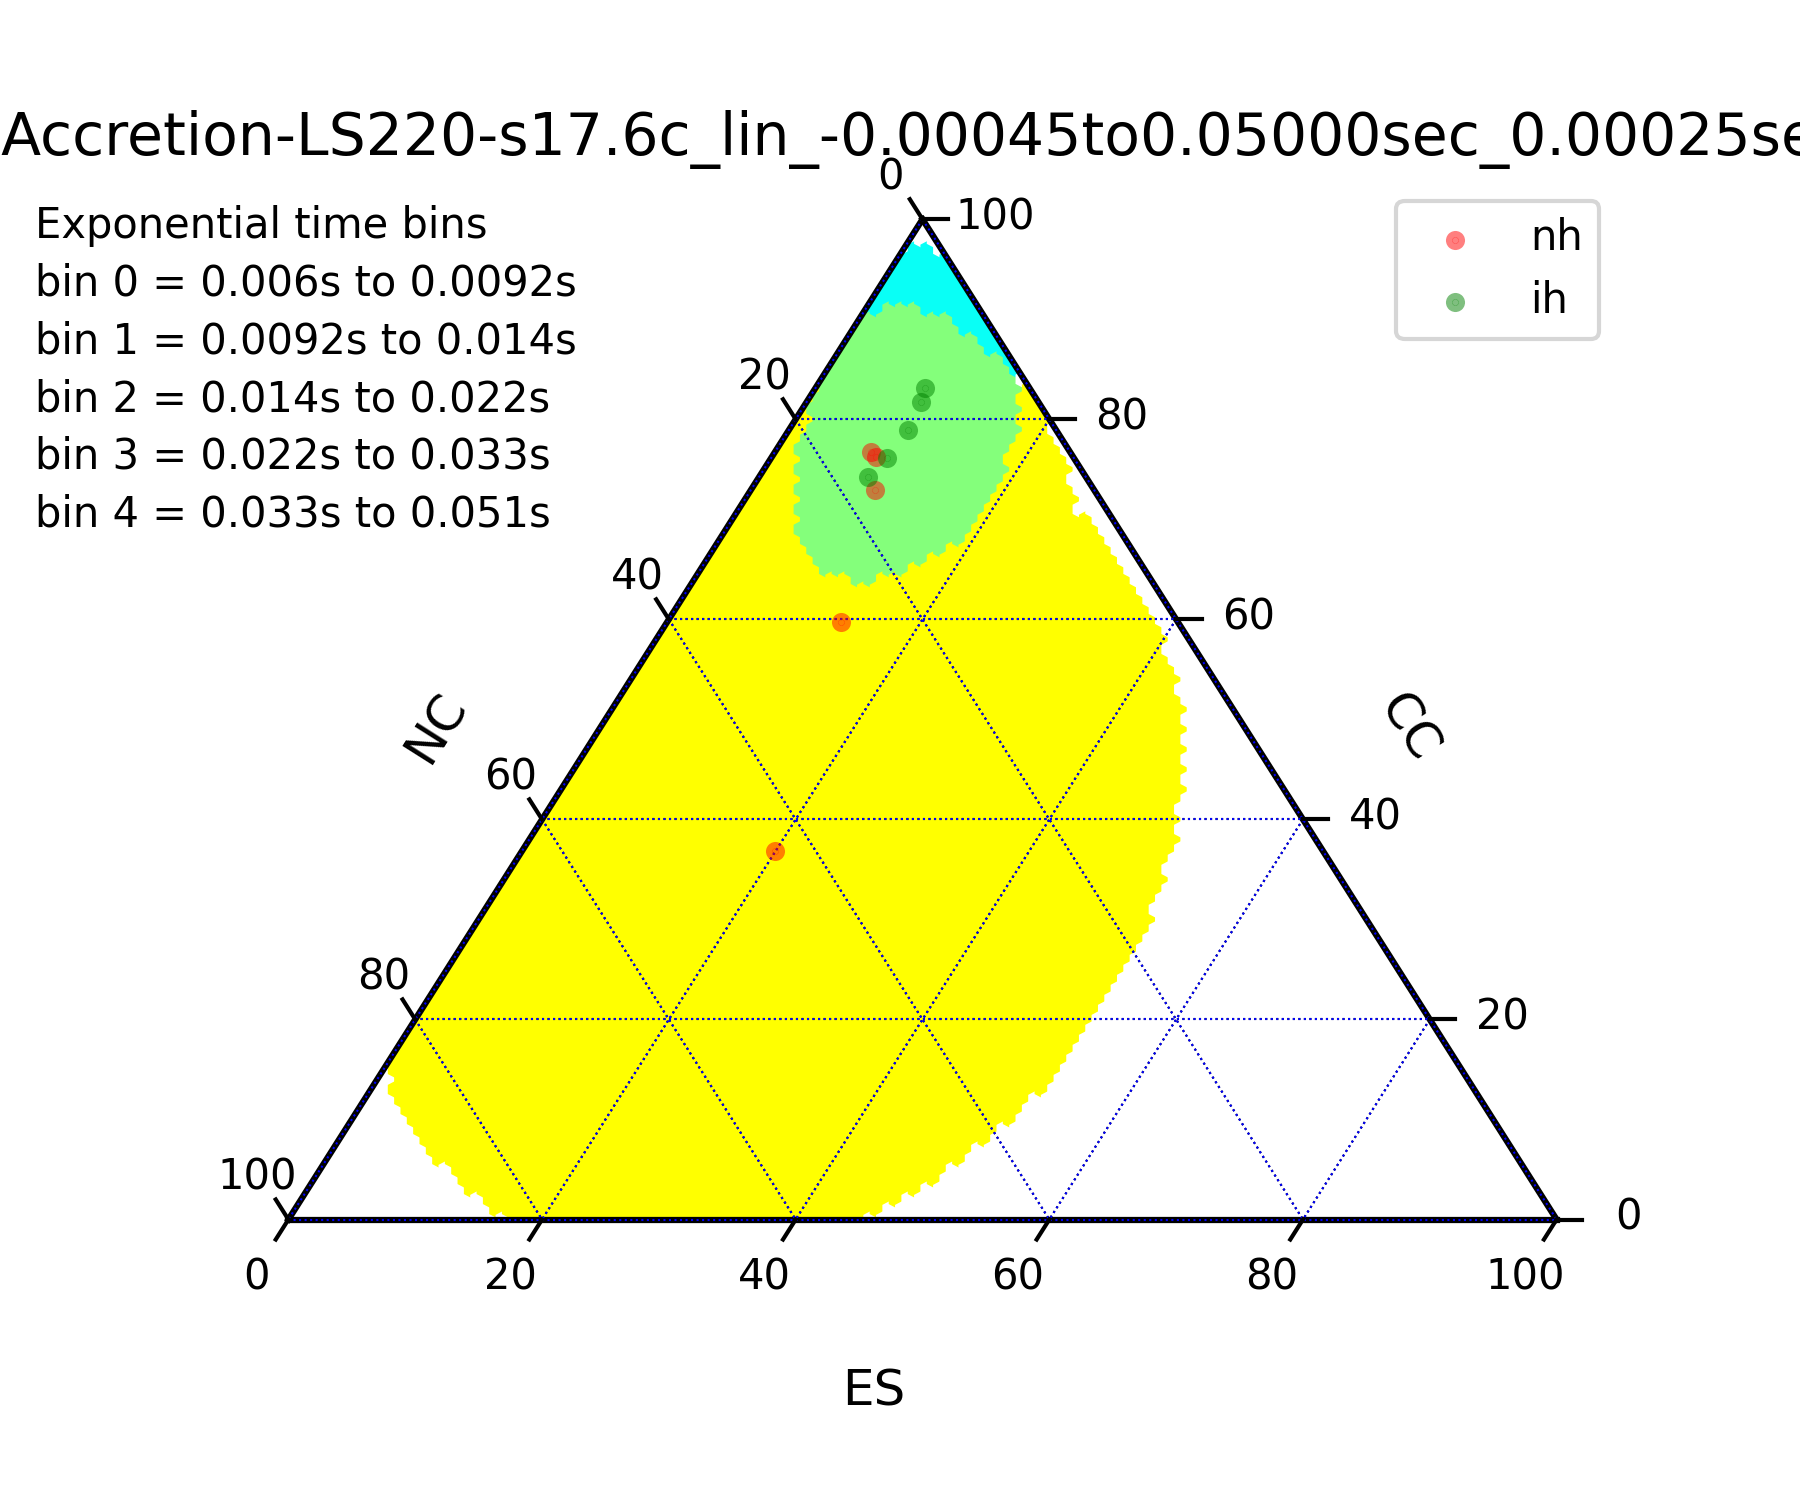 Accretion-LS220-s17.6c_lin_-0.00045to0.05000sec_0.00025se
Exponential time bins
bin 0 = 0.006s to 0.0092s
bin 1 = 0.0092s to 0.014s
bin 2 = 0.014s to 0.022s
bin 3 = 0.022s to 0.033s
bin 4 = 0.033s to 0.051s
nh
ih
0
100
20
80
40
60
NC
CC
60
40
80
20
100
0
0
20
40
60
80
100
ES